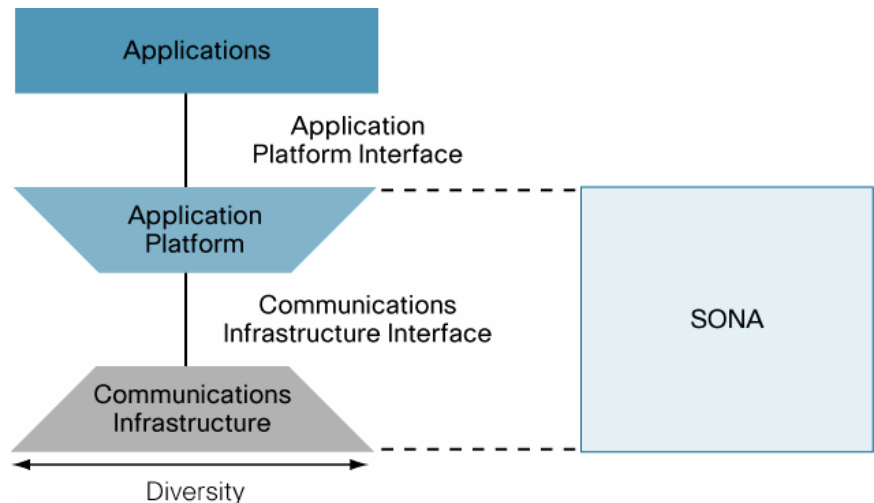 Applications
Application
Platform Interface
Application
Platform
Communications
Infrastructure Interface
SONA
Communications
Infrastructure
Diversity